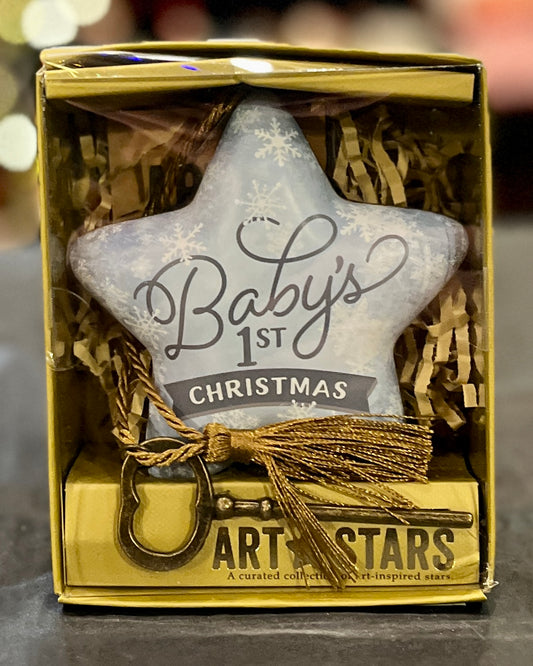 Baby's
1ST
CHRISTMAS
ART★STARS
A curated collection of art-inspired stars.